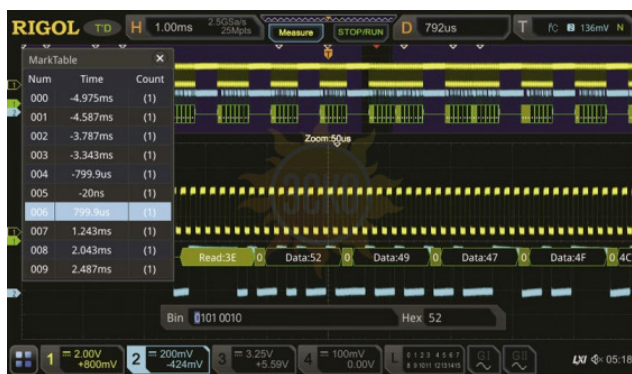 RIGOL T'D H 1.00ms 2.5GSa/s 25Mpts Measure STOP/RUN D 792us T 136mV N
MarkTable ×
Num Time Count
000 -4.975ms (1)
001 -4.587ms (1)
002 -3.787ms (1)
003 -3.343ms (1)
004 -799.9us (1)
005 -20ns (1)
006 799.9us (1)
007 1.243ms (1)
008 2.043ms (1)
009 2.487ms (1)
Zoom:50us
Read:3E 0 Data:52 0 Data:49 0 Data:47 0 Data:4F 0 4C
Bin 0101 0010 Hex 52
1 2.00V +800mV 2 200mV -424mV 3 3.25V +5.59V 4 100mV 0.00V L 0 1 2 3 4 5 6 7 8 9 10 11 12 13 14 15 GI GII LXI 05:18